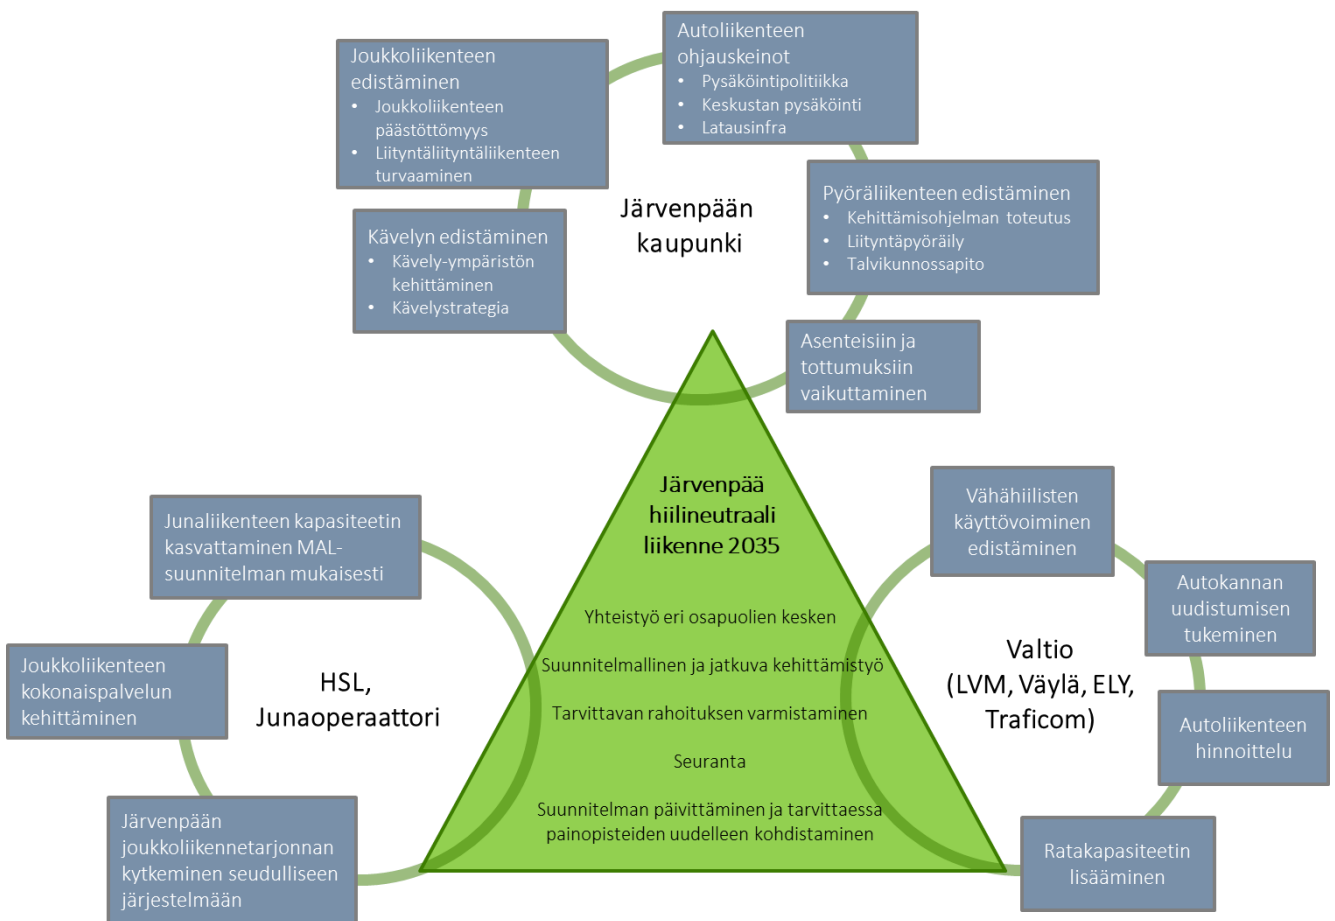 Joukkoliikenteen
edistäminen
• Joukkoliikenteen
päästöttömyys
• Liityntäliityntäliikenteen
turvaaminen
Autoliikenteen
ohjauskeinot
• Pysäköintipolitiikka
• Keskustan pysäköinti
• Latausinfra
Pyöräliikenteen edistäminen
• Kehittämisohjelman toteutus
• Liityntäpyöräily
• Talvikunnossapito
Järvenpään
kaupunki
Kävelyn edistäminen
• Kävely-ympäristön
kehittäminen
• Kävelystrategia
Asenteisiin ja
tottumuksiin
vaikuttaminen
Järvenpää
hiilineutraali
liikenne 2035
Yhteistyö eri osapuolien kesken
Suunnitelmallinen ja jatkuva kehittämistyö
Tarvittavan rahoituksen varmistaminen
Seuranta
Suunnitelman päivittäminen ja tarvittaessa
painopisteiden uudelleen kohdistaminen
Junaliikenteen kapasiteetin
kasvattaminen MAL-
suunnitelman mukaisesti
Joukkoliikenteen
kokonaispalvelun
kehittäminen
HSL,
Junaoperaattori
Järvenpään
joukkoliikennetarjonnan
kytkeminen seudulliseen
järjestelmään
Vähähiilisten
käyttövoiminen
edistäminen
Autokannan
uudistumisen
tukeminen
Valtio
(LVM, Väylä, ELY,
Traficom)
Autoliikenteen
hinnoittelu
Ratakapasiteetin
lisääminen